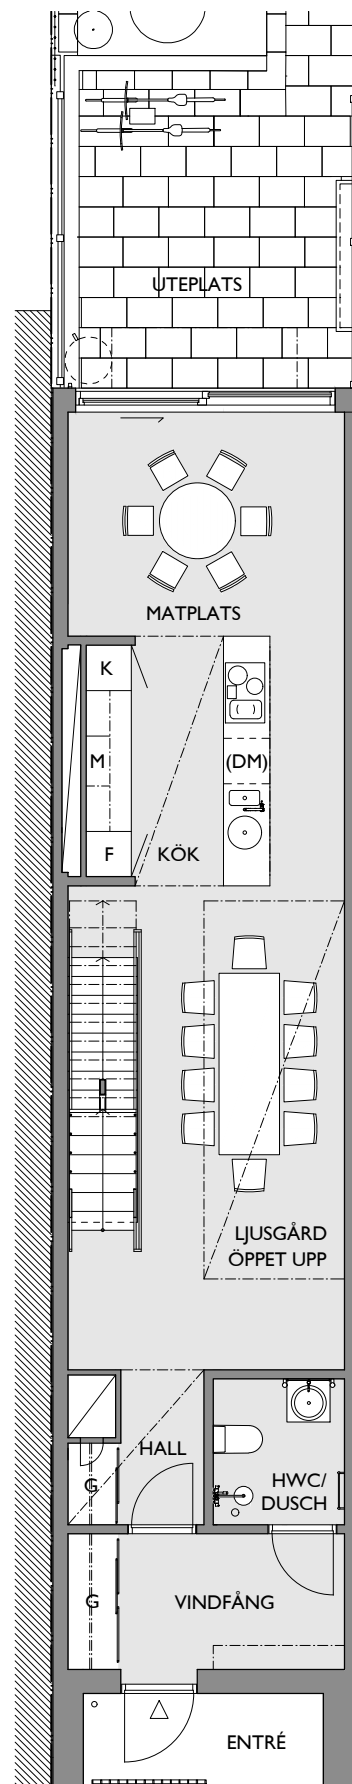 UTEPLATS
MATPLATS
K
M
(DM)
F
KÖK
LJUSGÅRD
ÖPPET UPP
HALL
G
HWC/
DUSCH
G
VINDFÅNG
ENTRÉ